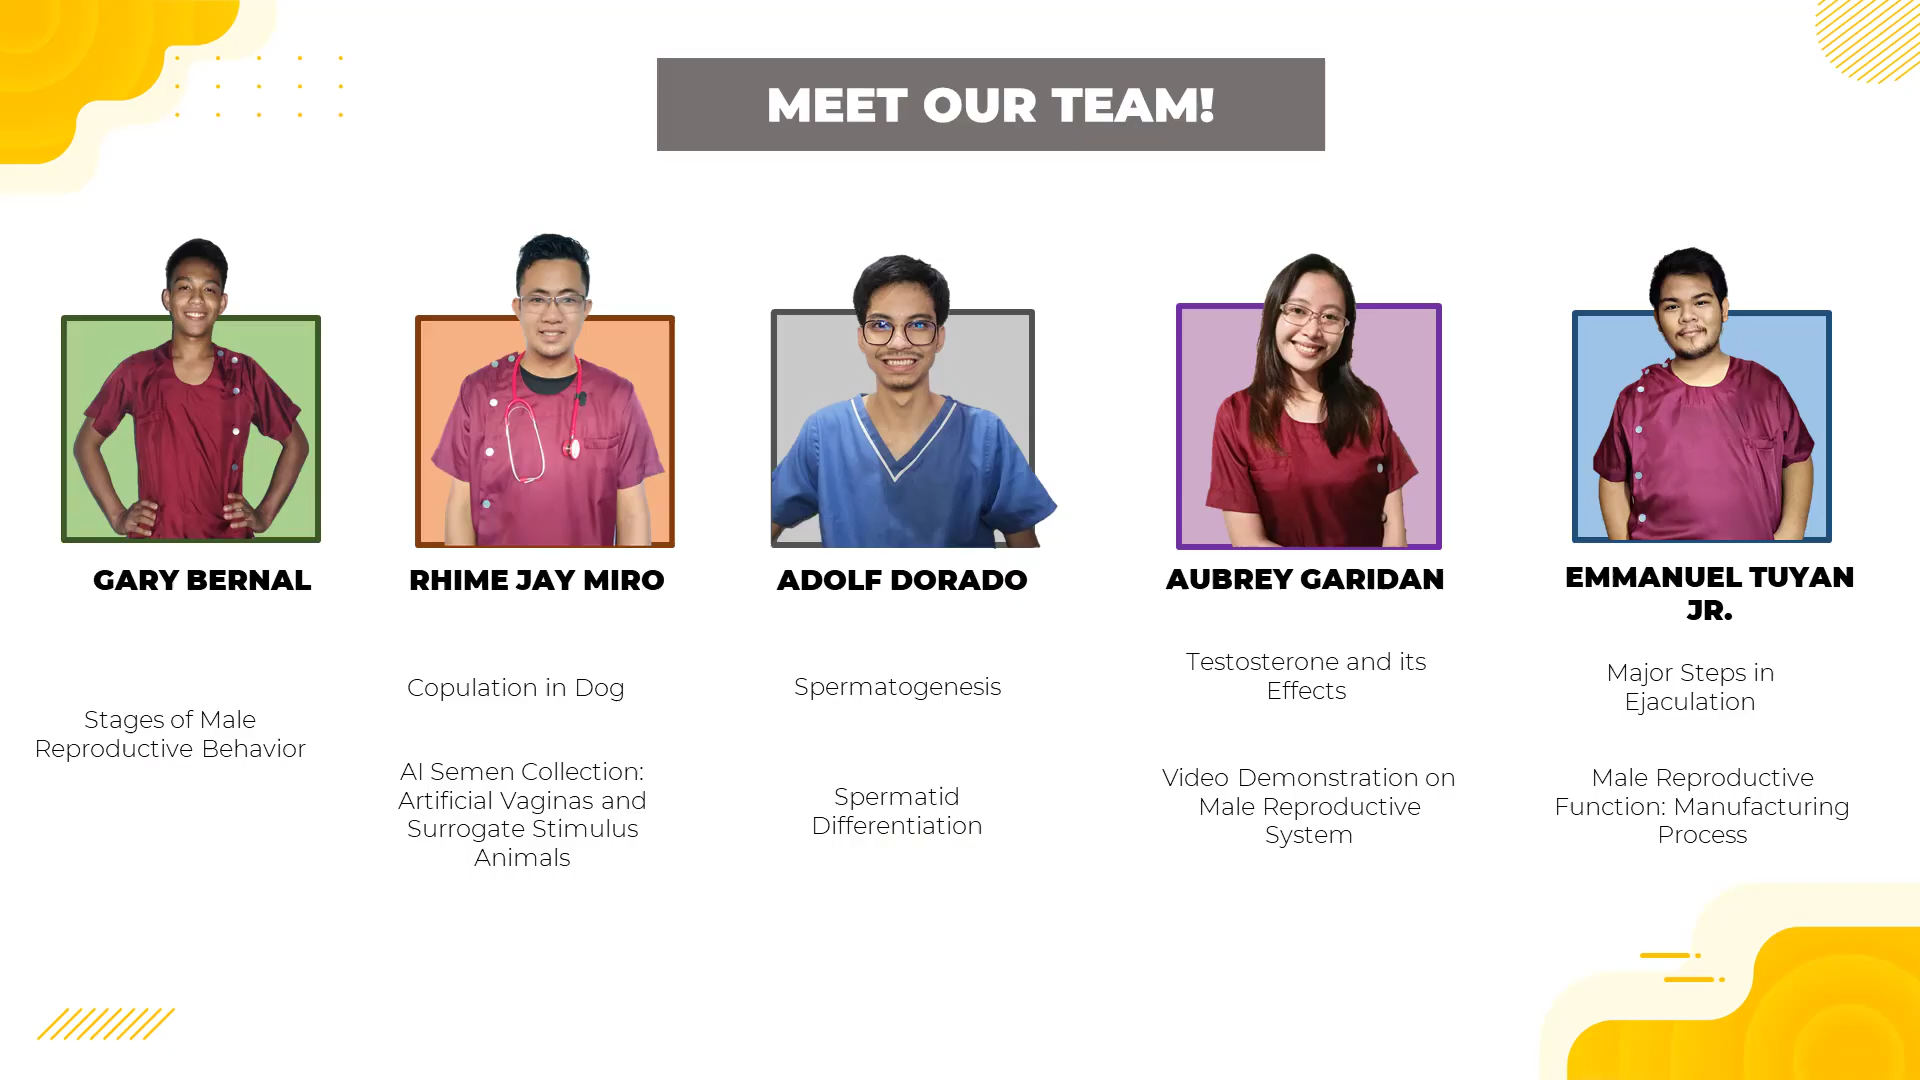 MEET OUR TEAM!
GARY BERNAL
Stages of Male
Reproductive Behavior
RHIME JAY MIRO
Copulation in Dog
AI Semen Collection:
Artificial Vaginas and
Surrogate Stimulus
Animals
ADOLF DORADO
Spermatogenesis
Spermatid
Differentiation
AUBREY GARIDAN
Testosterone and its
Effects
Video Demonstration on
Male Reproductive
System
EMMANUEL TUYAN
JR.
Major Steps in
Ejaculation
Male Reproductive
Function: Manufacturing
Process